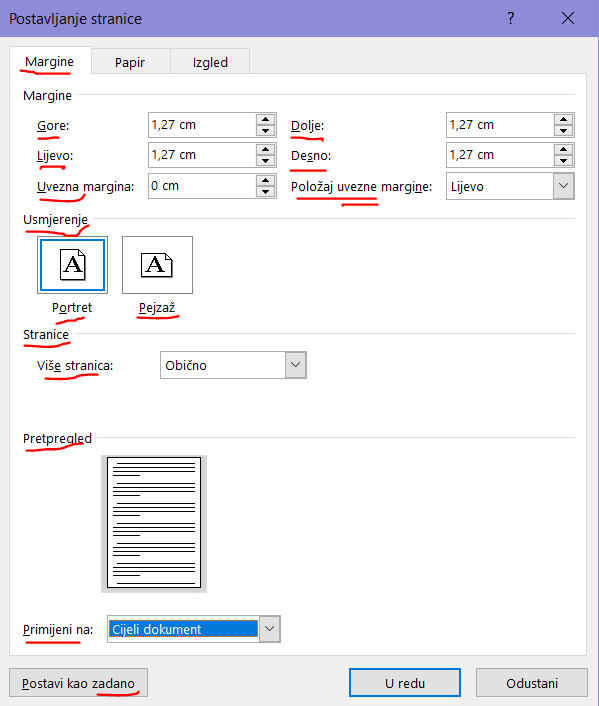 Postavljanje stranice ?
Margine Papir Izgled
Margine
Gore: 1,27 cm Dolje: 1,27 cm
Lijevo: 1,27 cm Desno: 1,27 cm
Uvezna margina: 0 cm Položaj uvezne margine: Lijevo
Usmjerenje
A A
Portret Pejzaž
Stranice
Više stranica: Obično
Pretpregled
Primijeni na: Cijeli dokument
Postavi kao zadano U redu Odustani